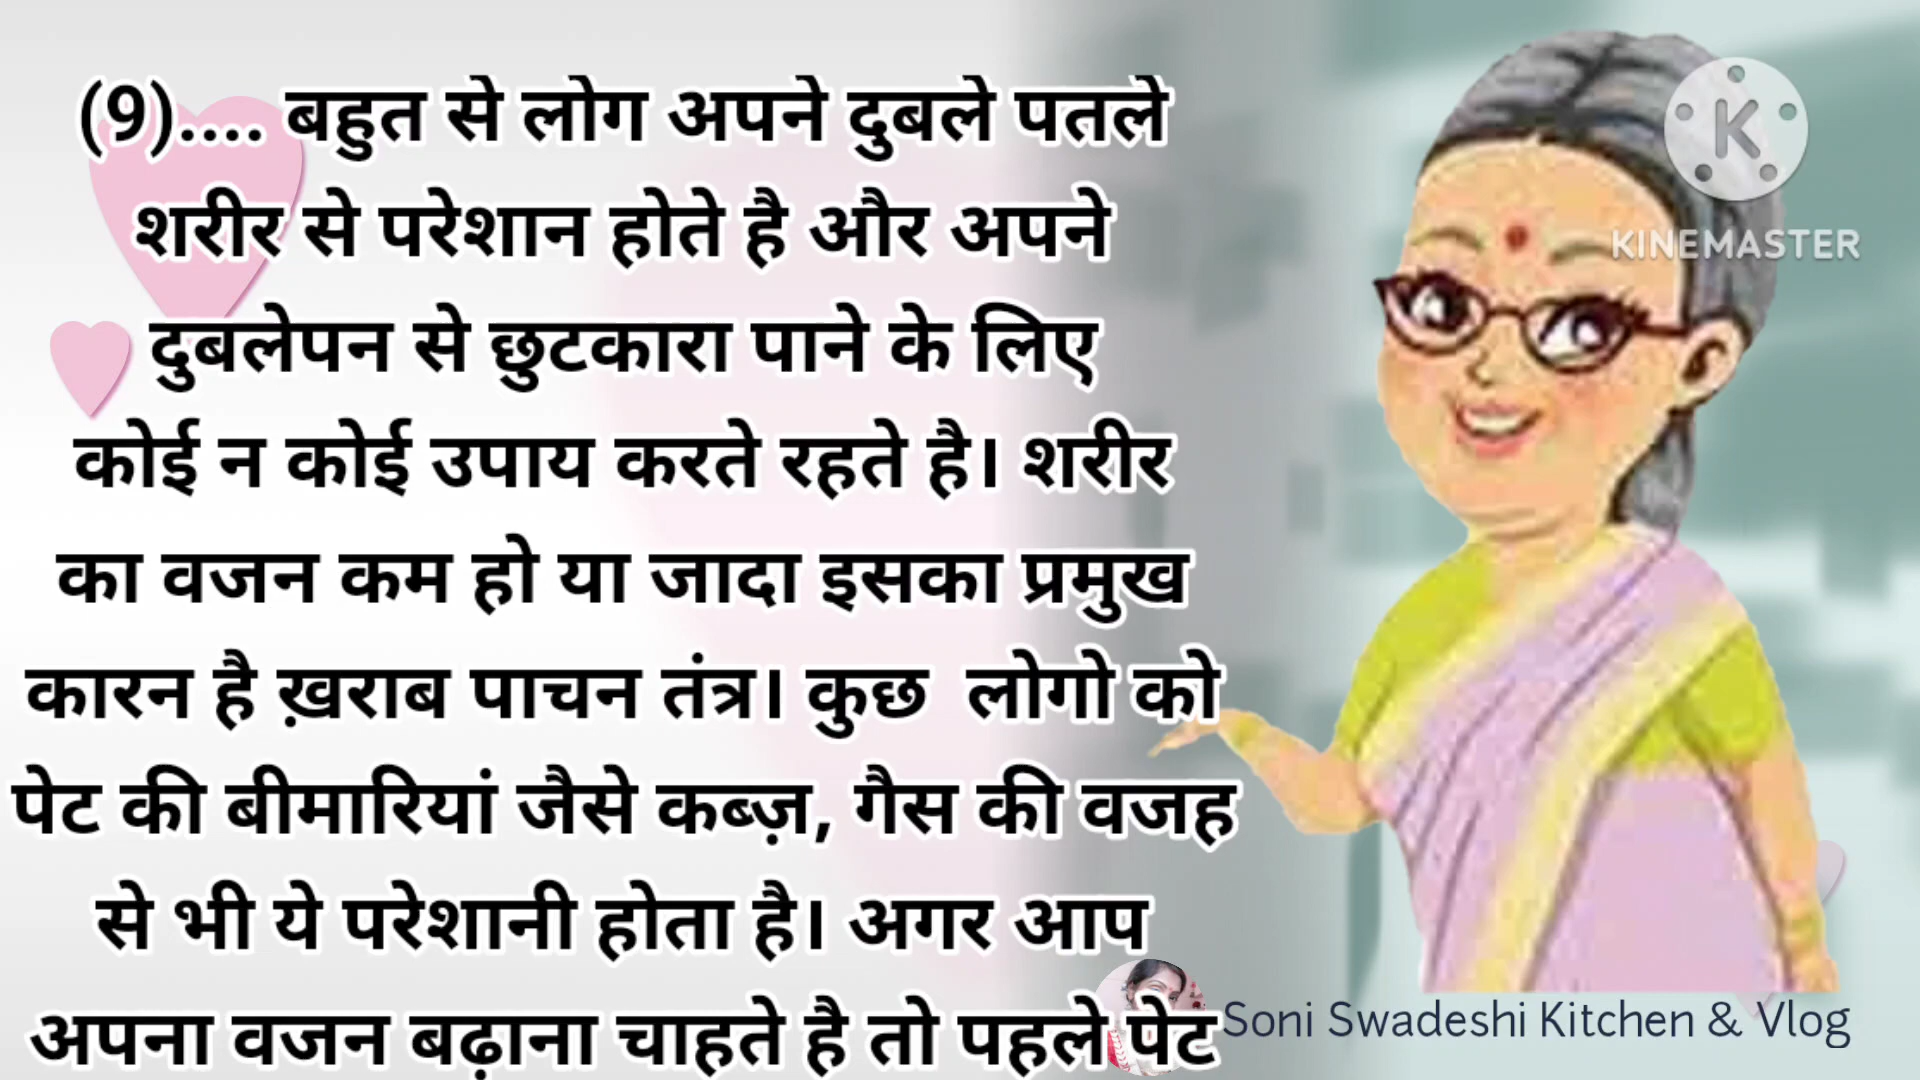 (9).... बहुत से लोग अपने दुबले पतले
शरीर से परेशान होते है और अपने
दुबलेपन से छुटकारा पाने के लिए
कोई न कोई उपाय करते रहते है। शरीर
का वजन कम हो या जादा इसका प्रमुख
कारन है ख़राब पाचन तंत्र। कुछ लोगो को
पेट की बीमारियां जैसे कब्ज़, गैस की वजह
से भी ये परेशानी होता है। अगर आप
अपना वजन बढ़ाना चाहते है तो पहले पेट
K
KINEMASTER
Soni Swadeshi Kitchen & Vlog